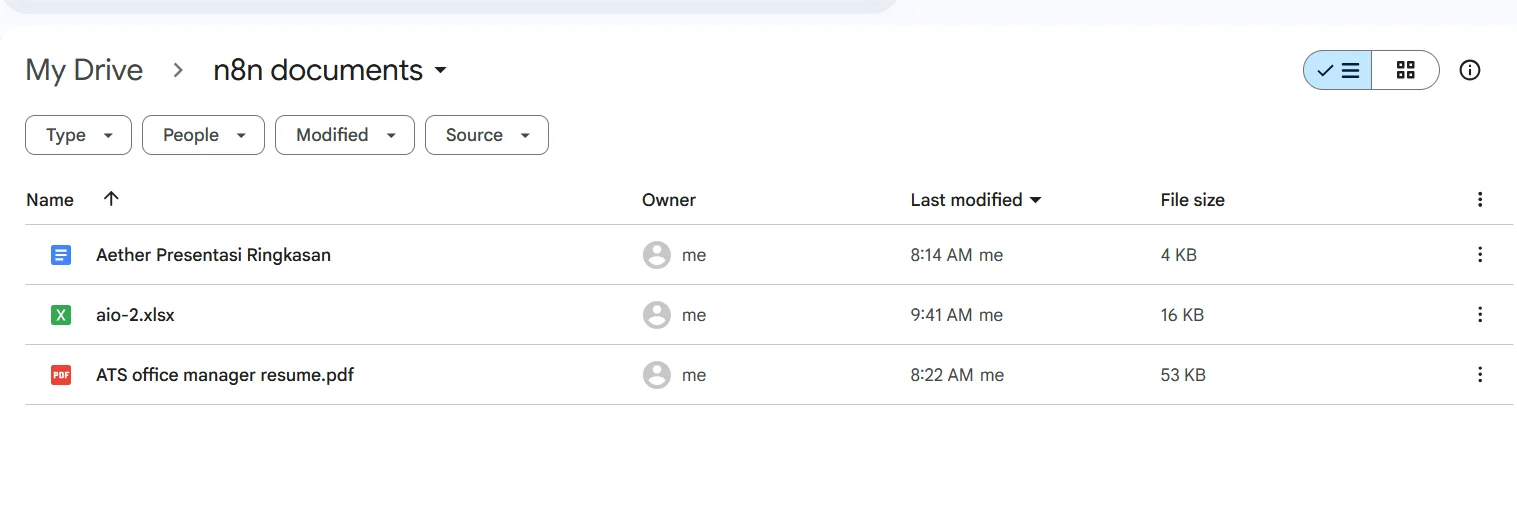 My Drive > n8n documents
Type People Modified Source
Name Owner Last modified File size
Aether Presentasi Ringkasan me 8:14 AM me 4 KB
X aio-2.xlsx me 9:41 AM me 16 KB
PDF ATS office manager resume.pdf me 8:22 AM me 53 KB